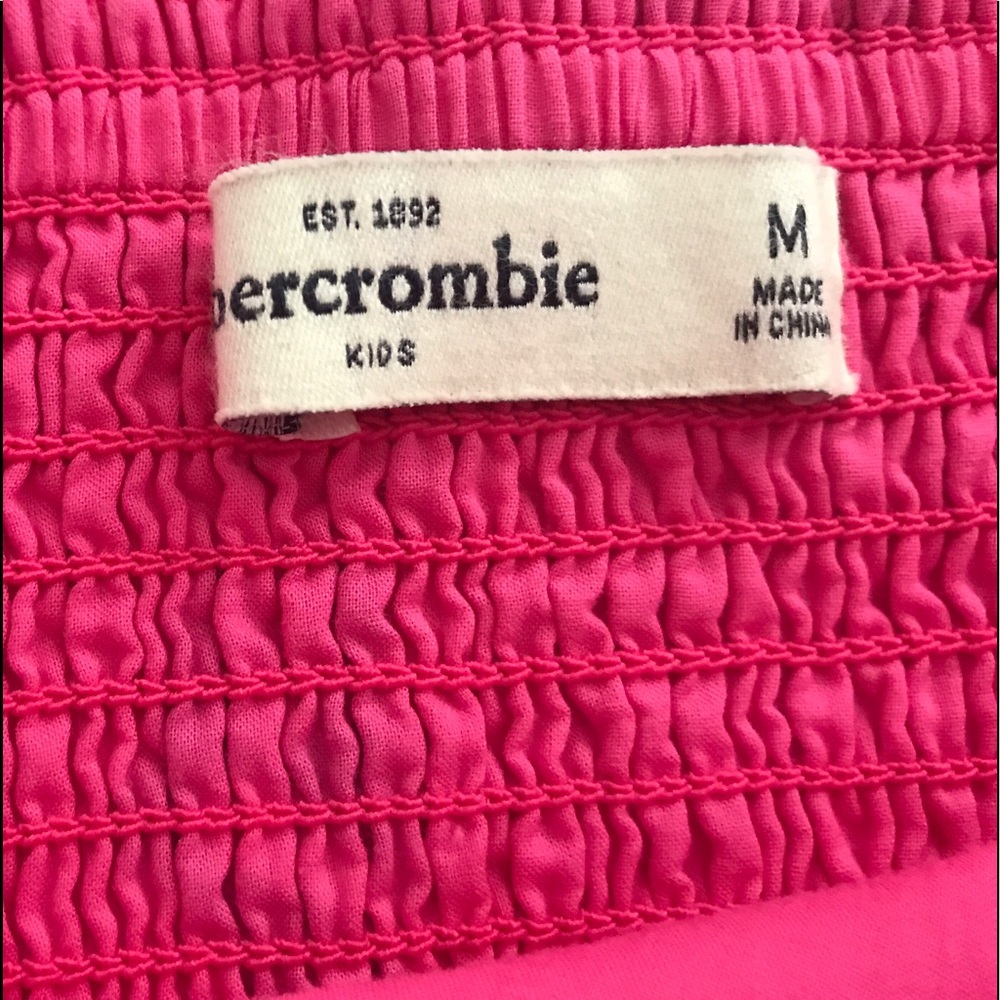 EST. 1892
bercrombie
KIDS
M
MADE
IN CHINA